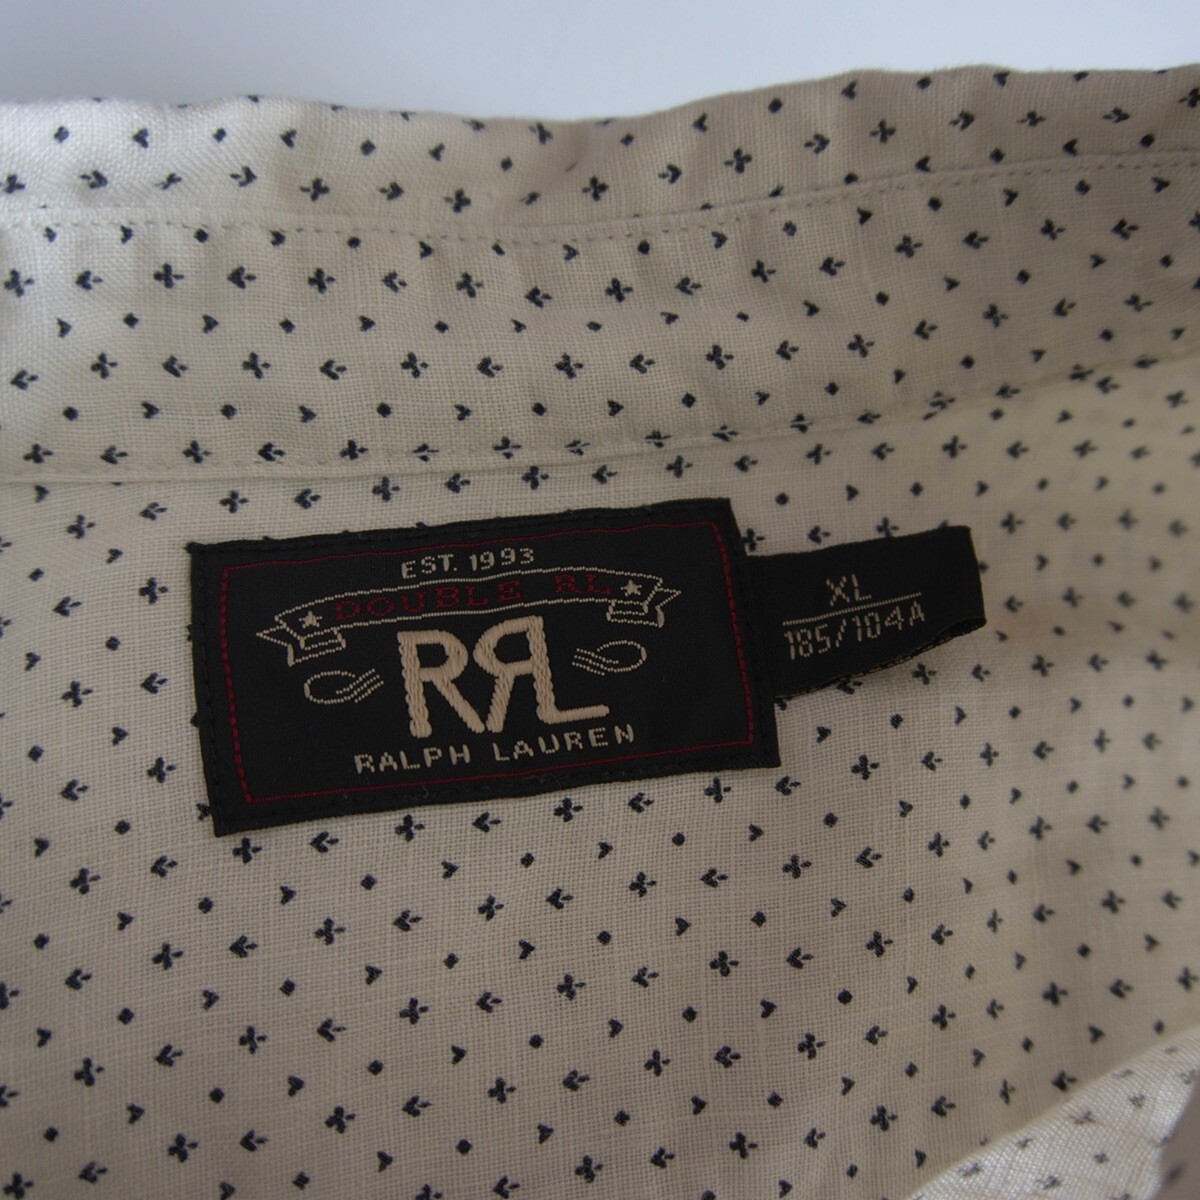 EST. 1993
DOUBLE RL
RRL
RALPH LAUREN
XL
185/104A